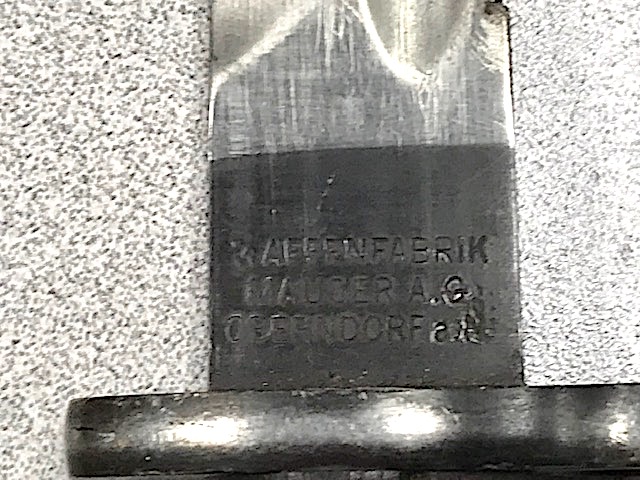 WAFFENFABRIK
MAUSER A.G.
OBERNDORF a.N.